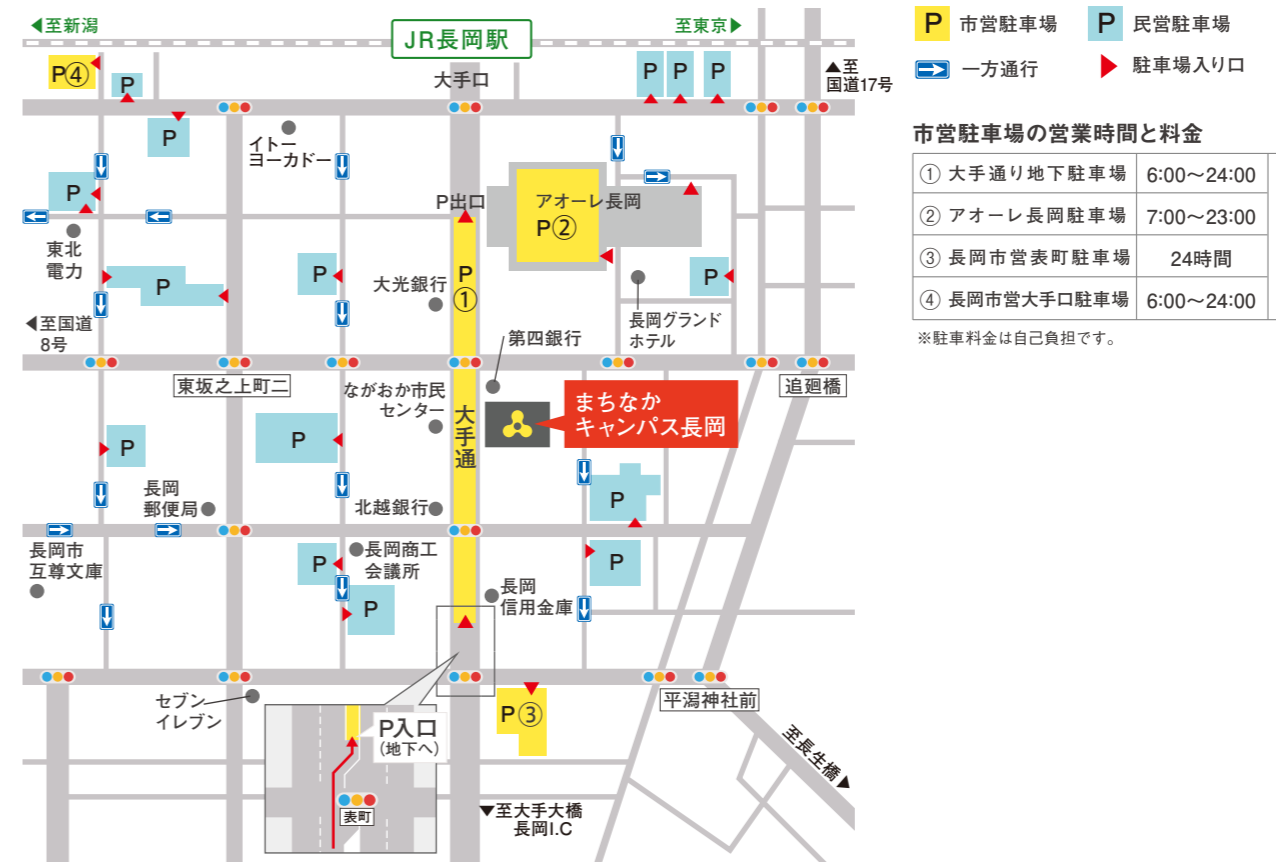 ◀至新潟
JR長岡駅
至東京▶
P 市営駐車場
P 民営駐車場
一方通行
駐車場入り口
P④
P
大手口
P
P
P
▲至
国道17号
P
イトー
ヨーカドー
市営駐車場の営業時間と料金
① 大手通り地下駐車場 6:00〜24:00
② アオーレ長岡駐車場 7:00〜23:00
③ 長岡市営表町駐車場 24時間
④ 長岡市営大手口駐車場 6:00〜24:00
※駐車料金は自己負担です。
P
P出口
アオーレ長岡
P②
東北
電力
P
P
大光銀行
P
①
P
長岡グランド
ホテル
◀至国道
8号
第四銀行
東坂之上町二
追廻橋
ながおか市民
センター
大手通
まちなか
キャンパス長岡
P
P
長岡
郵便局
北越銀行
P
長岡市
互尊文庫
P
長岡商工
会議所
P
P
長岡
信用金庫
セブン
イレブン
P③
平潟神社前
P入口
(地下へ)
表町
至長生橋▶
▼至大手大橋
長岡I.C